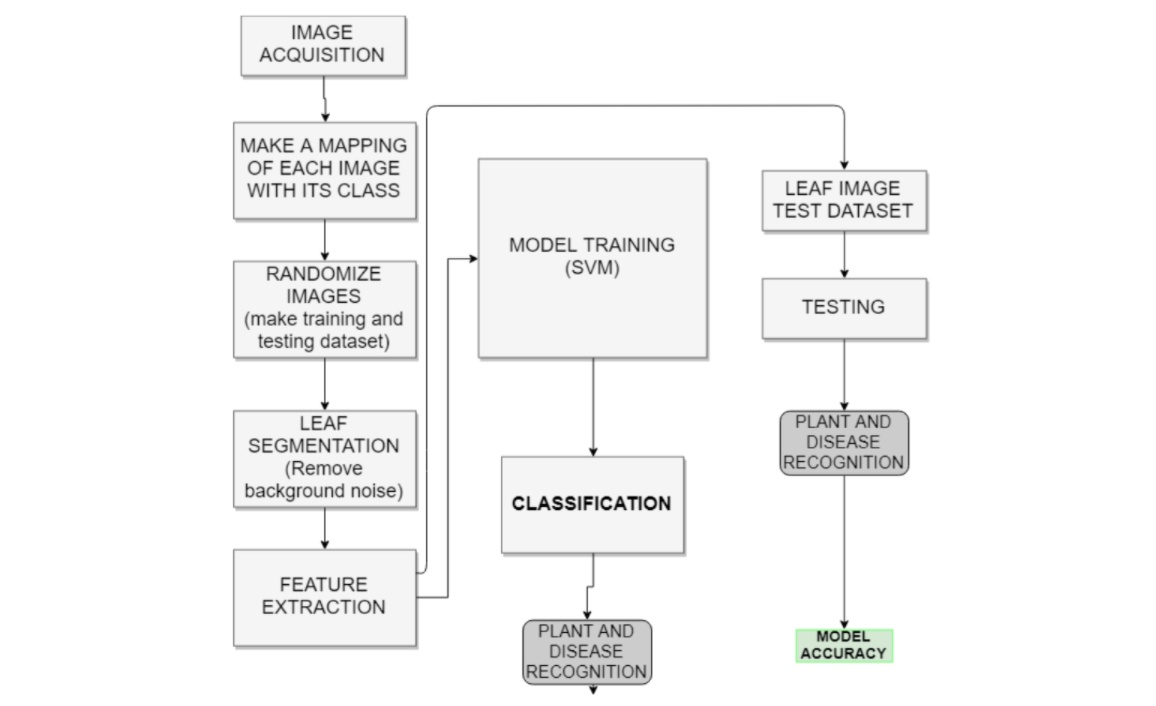 IMAGE
ACQUISITION
MAKE A MAPPING
OF EACH IMAGE
WITH ITS CLASS
RANDOMIZE
IMAGES
(make training and
testing dataset)
LEAF
SEGMENTATION
(Remove
background noise)
FEATURE
EXTRACTION
MODEL TRAINING
(SVM)
CLASSIFICATION
PLANT AND
DISEASE
RECOGNITION
LEAF IMAGE
TEST DATASET
TESTING
PLANT AND
DISEASE
RECOGNITION
MODEL
ACCURACY